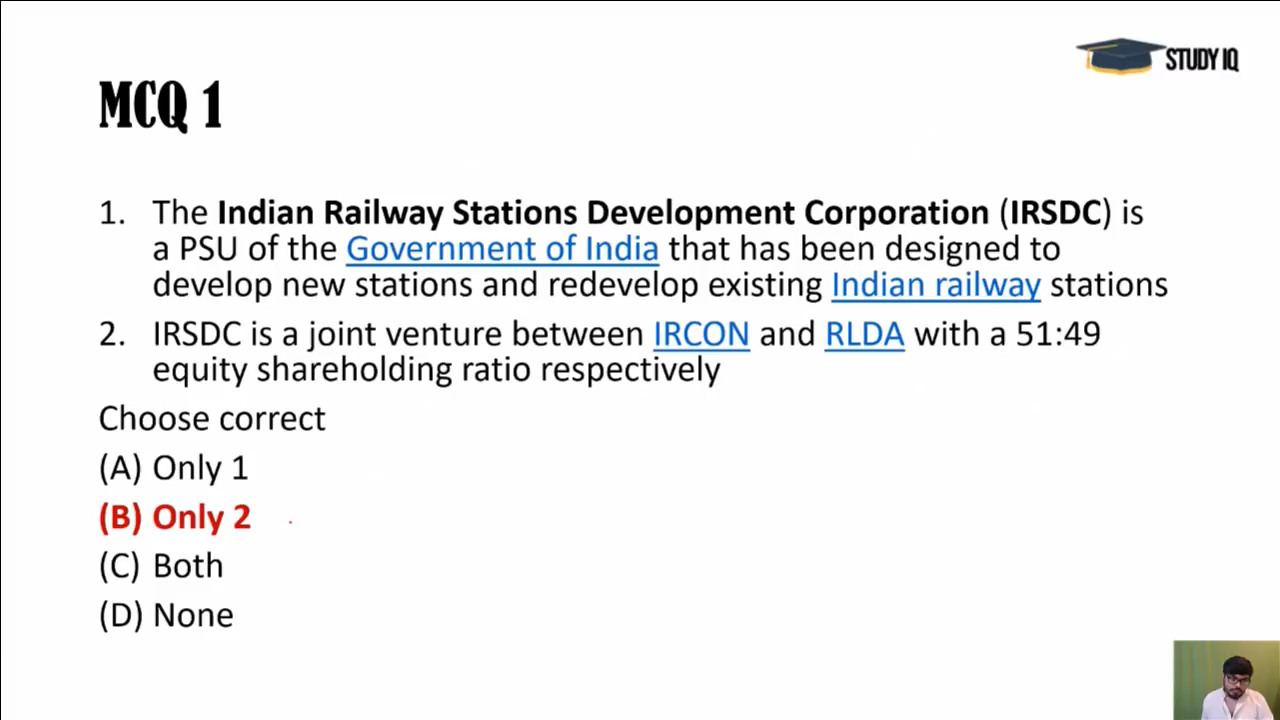 STUDY IQ
MCQ 1
1. The Indian Railway Stations Development Corporation (IRSDC) is
a PSU of the Government of India that has been designed to
develop new stations and redevelop existing Indian railway stations
2. IRSDC is a joint venture between IRCON and RLDA with a 51:49
equity shareholding ratio respectively
Choose correct
(A) Only 1
(B) Only 2
(C) Both
(D) None